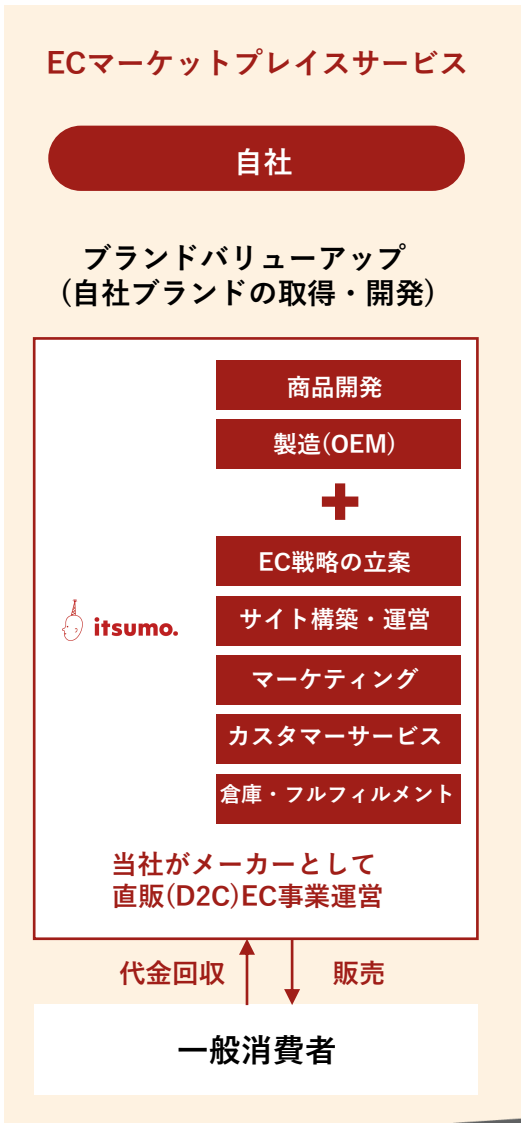 ECマーケットプレイスサービス
自社
ブランドバリューアップ
(自社ブランドの取得・開発)
商品開発
製造(OEM)
+
EC戦略の立案
itsumo.
サイト構築・運営
マーケティング
カスタマーサービス
倉庫・フルフィルメント
当社がメーカーとして
直販(D2C)EC事業運営
代金回収
販売
一般消費者